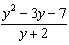 y² − 3y − 7
y + 2